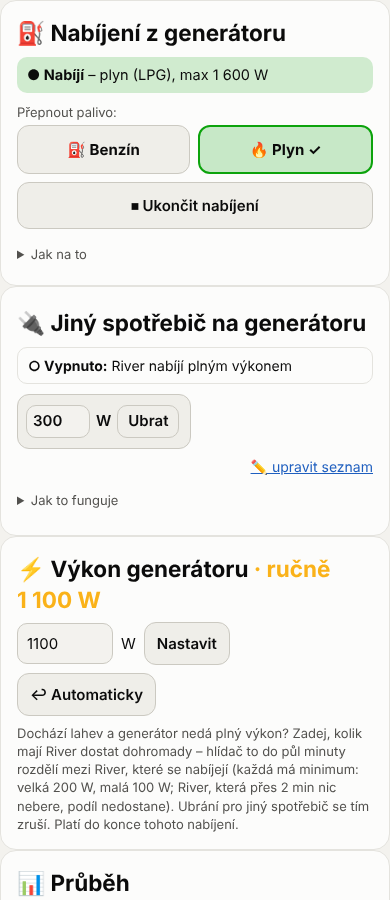 ⛽ Nabíjení z generátoru
● Nabíjí – plyn (LPG), max 1 600 W
Přepnout palivo:
⛽ Benzín
🔥 Plyn ✓
■ Ukončit nabíjení
▶ Jak na to
🔌 Jiný spotřebič na generátoru
○ Vypnuto: River nabíjí plným výkonem
300 W Ubrat
✏️ upravit seznam
▶ Jak to funguje
⚡ Výkon generátoru · ručně
1 100 W
1100 W Nastavit
↩ Automaticky
Dochází lahev a generátor nedá plný výkon? Zadej, kolik
mají River dostat dohromady – hlídač to do půl minuty
rozdělí mezi River, které se nabíjejí (každá má minimum:
velká 200 W, malá 100 W; River, která přes 2 min nic
nebere, podíl nedostane). Ubrání pro jiný spotřebič se tím
zruší. Platí do konce tohoto nabíjení.
📊 Průběh